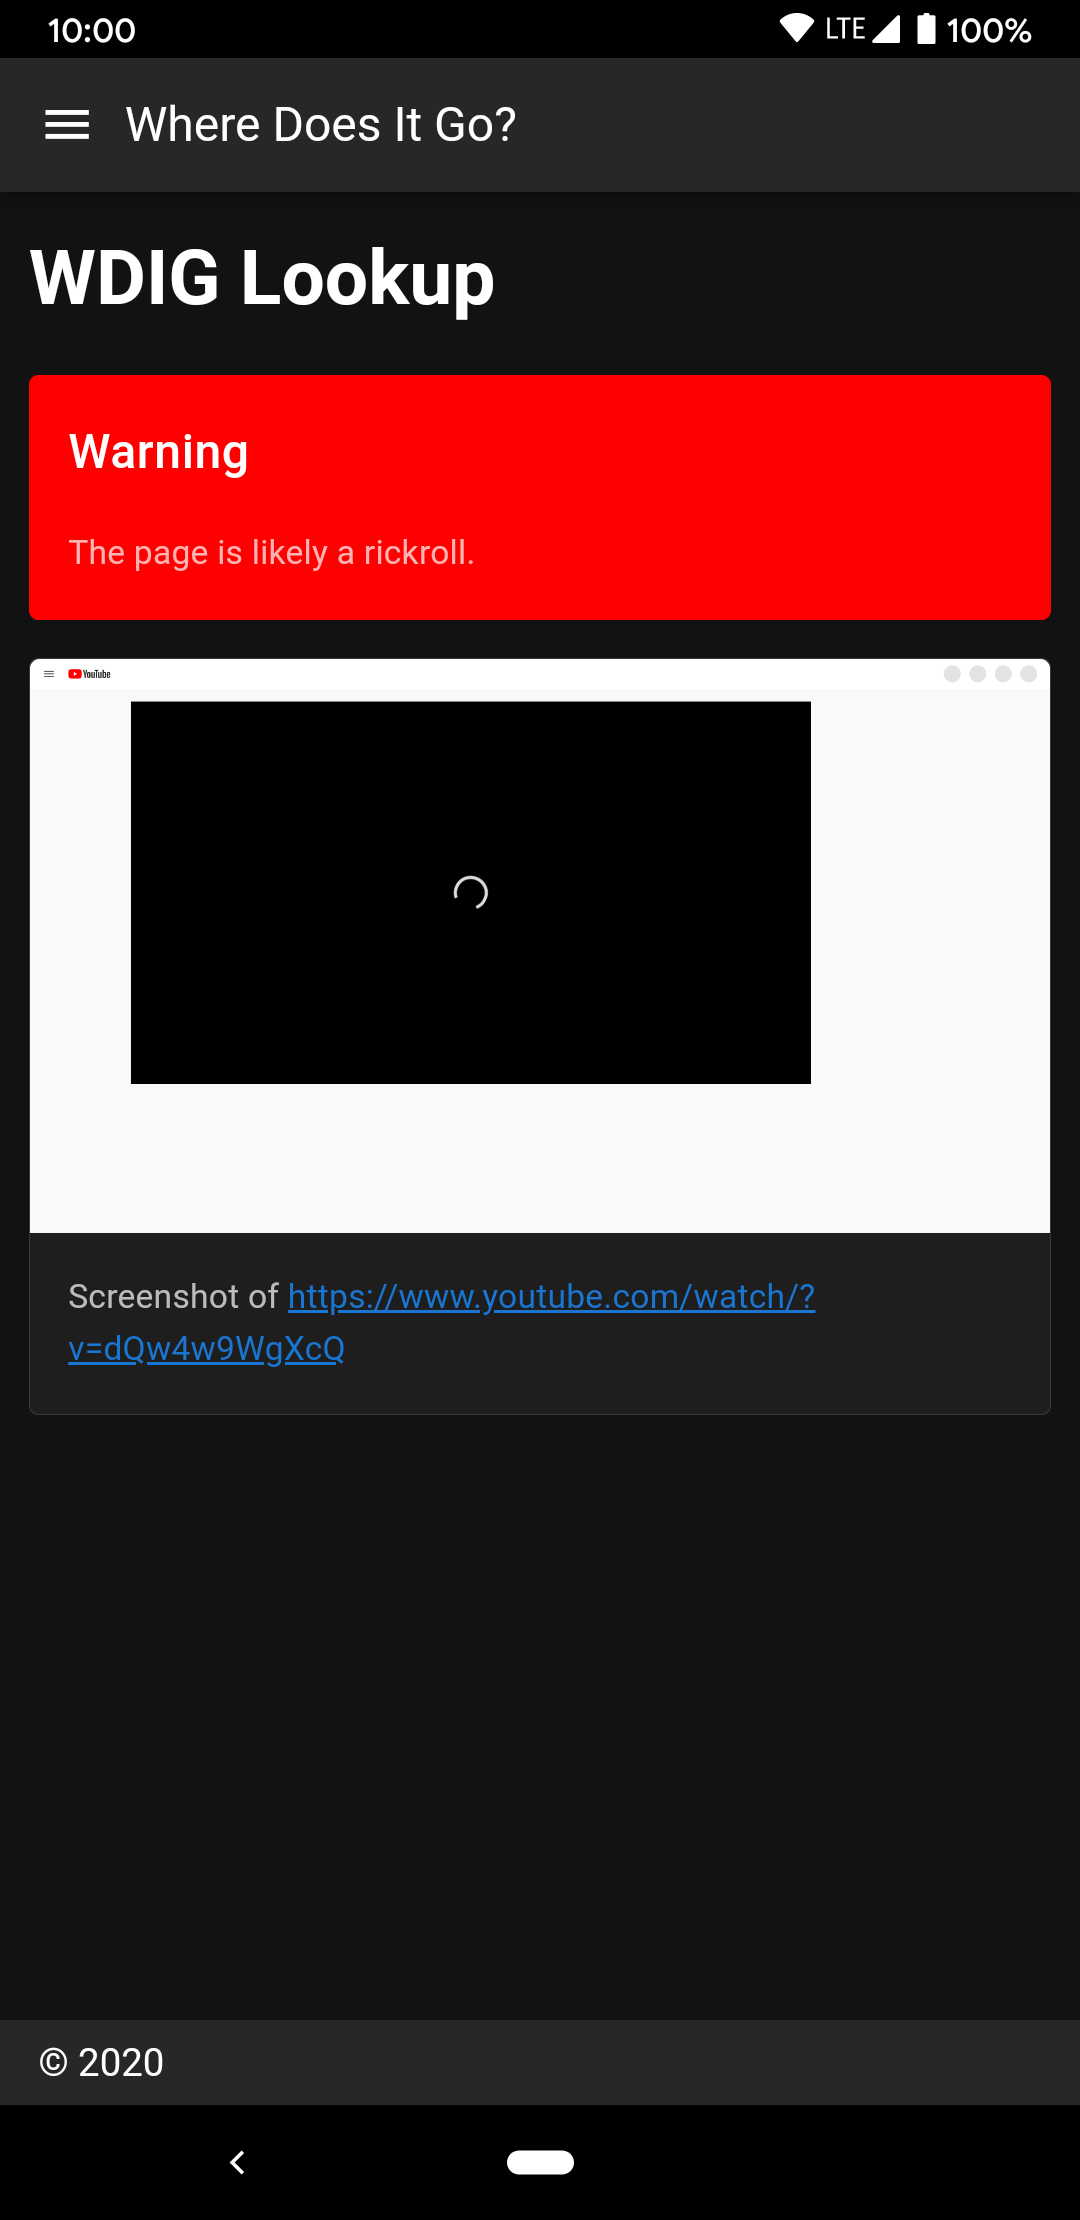 10:00 LTE 100%
Where Does It Go?
WDIG Lookup
Warning
The page is likely a rickroll.
YouTube
Screenshot of https://www.youtube.com/watch/?
v=dQw4w9WgXcQ
© 2020